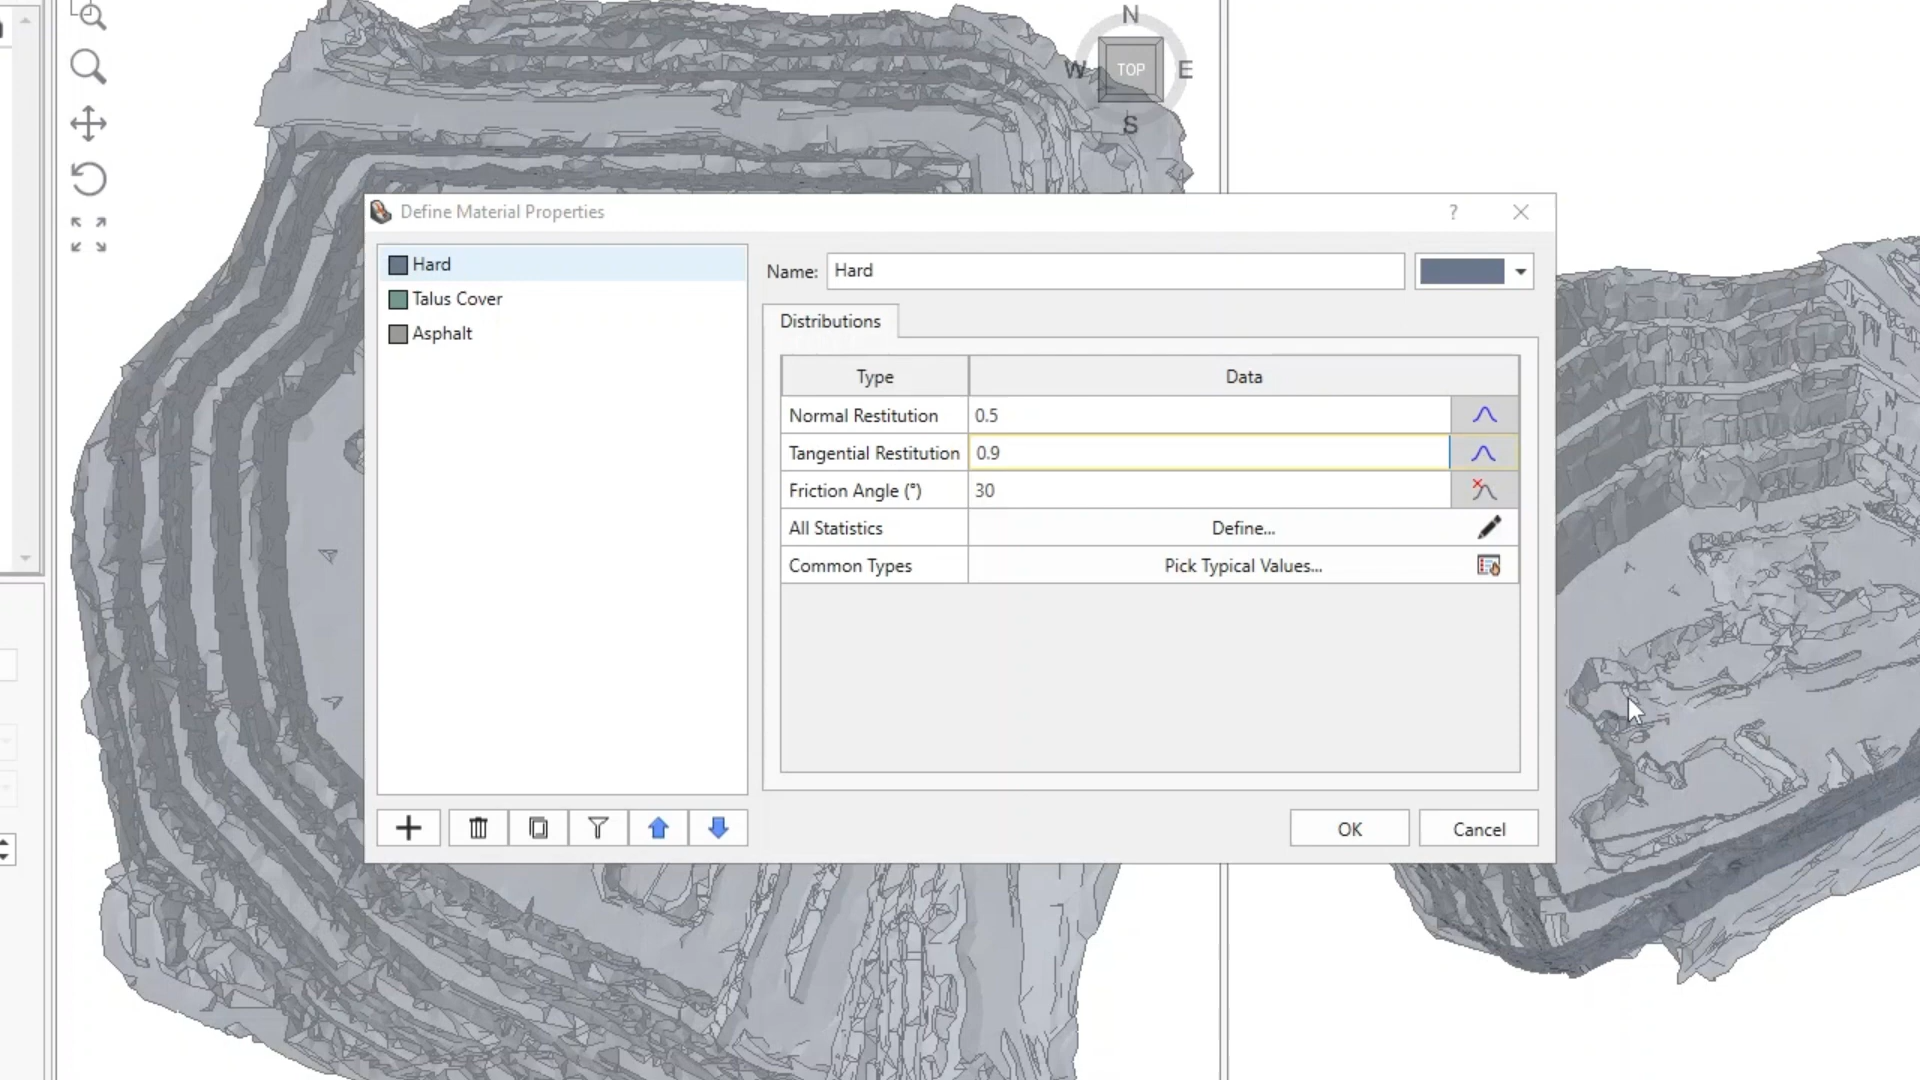 N
W
TOP
E
S
Define Material Properties
?
Hard
Talus Cover
Asphalt
Name:
Hard
Distributions
Type
Data
Normal Restitution
0.5
Tangential Restitution
0.9
Friction Angle (°)
30
All Statistics
Define...
Common Types
Pick Typical Values...
OK
Cancel